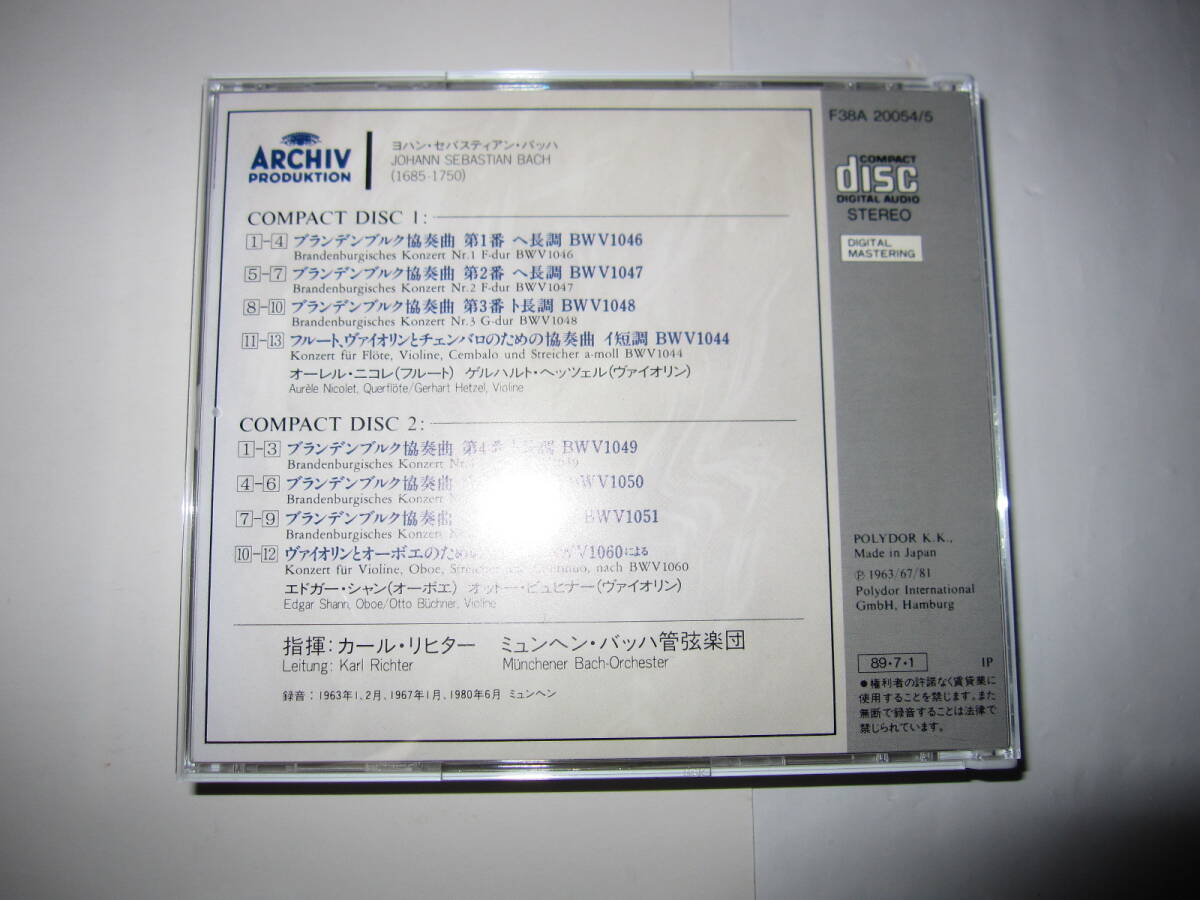 ARCHIV
PRODUKTION
ヨハン・セバスティアン・バッハ
JOHANN SEBASTIAN BACH
(1685-1750)
COMPACT DISC 1:
1-4 ブランデンブルク協奏曲 第1番 ヘ長調 BWV1046
Brandenburgisches Konzert Nr.1 F-dur BWV1046
5-7 ブランデンブルク協奏曲 第2番 ヘ長調 BWV1047
Brandenburgisches Konzert Nr.2 F-dur BWV1047
8-10 ブランデンブルク協奏曲 第3番 ト長調 BWV1048
Brandenburgisches Konzert Nr.3 G-dur BWV1048
11-13 フルート、ヴァイオリンとチェンバロのための協奏曲 イ短調 BWV1044
Konzert für Flöte, Violine, Cembalo und Streicher a-moll BWV1044
オーレル・ニコレ(フルート) ゲルハルト・ヘッツェル(ヴァイオリン)
Aurèle Nicolet, Querflöte/Gerhart Hetzel, Violine
COMPACT DISC 2:
1-3 ブランデンブルク協奏曲 第4番 ト長調 BWV1049
Brandenburgisches Konzert
4-6 ブランデンブルク協奏曲 BWV1050
Brandenburgisches Konzert
7-9 ブランデンブルク協奏曲 BWV1051
Brandenburgisches Konzert
10-12 ヴァイオリンとオーボエのための BWV1060による
Konzert für Violine, Oboe, Streicher und Continuo, nach BWV1060
エドガー・シャン(オーボエ) オットー・ビュヒナー(ヴァイオリン)
Edgar Shann, Oboe/Otto Büchner, Violine
指揮:カール・リヒター ミュンヘン・バッハ管弦楽団
Leitung: Karl Richter Münchener Bach-Orchester
録音:1963年1、2月、1967年1月、1980年6月 ミュンヘン
F38A 20054/5
COMPACT
disc
DIGITAL AUDIO
STEREO
DIGITAL
MASTERING
POLYDOR K.K.,
Made in Japan
Ⓟ 1963/67/81
Polydor International
GmbH, Hamburg
89・7・1 1P
●権利者の許諾なく賃貸業に
使用することを禁じます。また
無断で録音することは法律で
禁じられています。